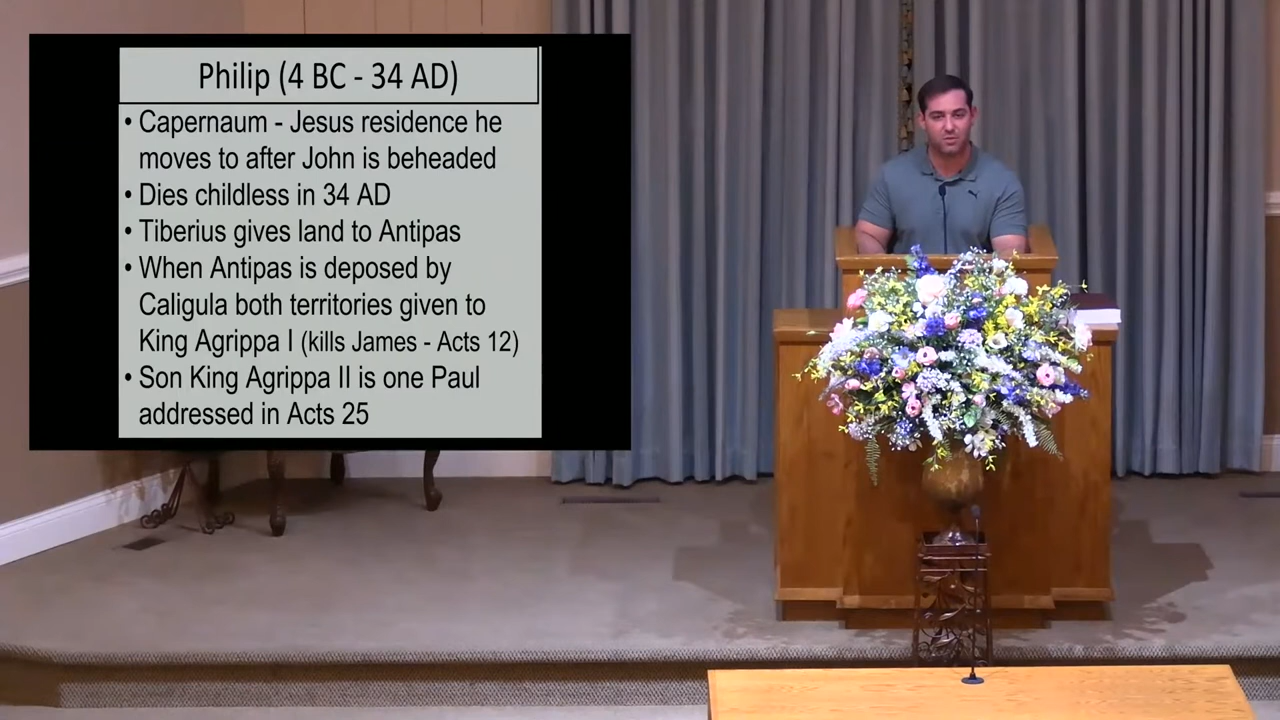 Philip (4 BC - 34 AD)
• Capernaum - Jesus residence he
moves to after John is beheaded
• Dies childless in 34 AD
• Tiberius gives land to Antipas
• When Antipas is deposed by
Caligula both territories given to
King Agrippa I (kills James - Acts 12)
• Son King Agrippa II is one Paul
addressed in Acts 25